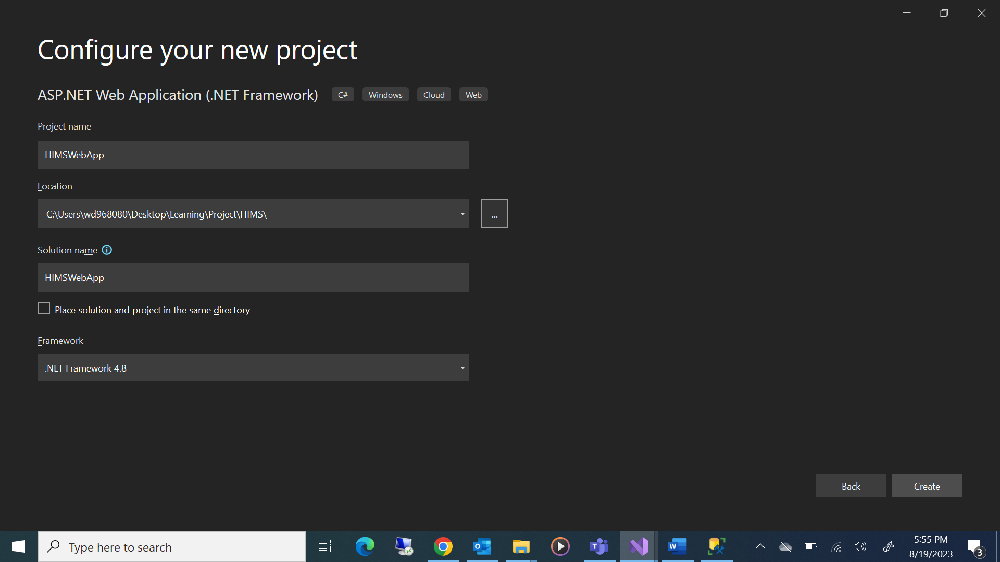 Configure your new project
ASP.NET Web Application (.NET Framework) C# Windows Cloud Web
Project name
HIMSWebApp
Location
C:\Users\wd968080\Desktop\Learning\Project\HIMS\
...
Solution name
HIMSWebApp
Place solution and project in the same directory
Framework
.NET Framework 4.8
Back Create
Type here to search
5:55 PM
8/19/2023
3